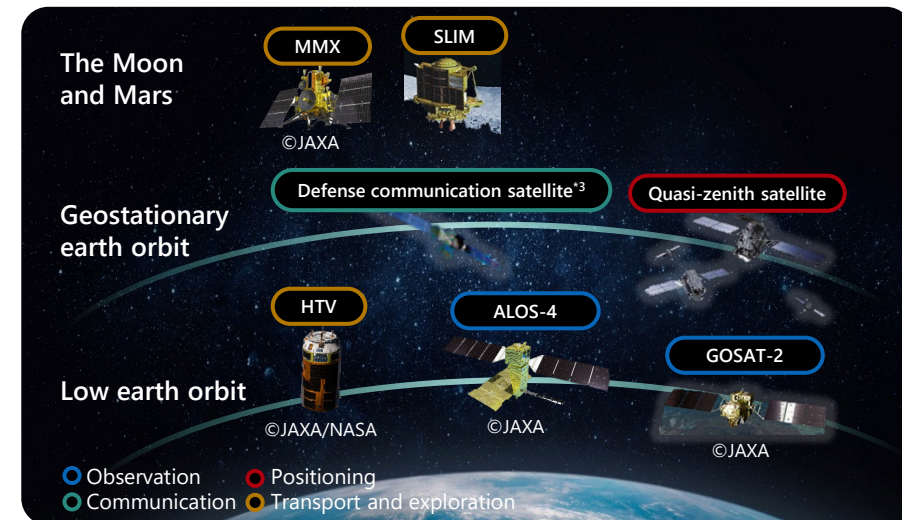 The Moon
and Mars
MMX
SLIM
©JAXA
Geostationary
earth orbit
Defense communication satellite*3
Quasi-zenith satellite
Low earth orbit
HTV
ALOS-4
GOSAT-2
©JAXA/NASA
©JAXA
©JAXA
Observation
Positioning
Communication
Transport and exploration